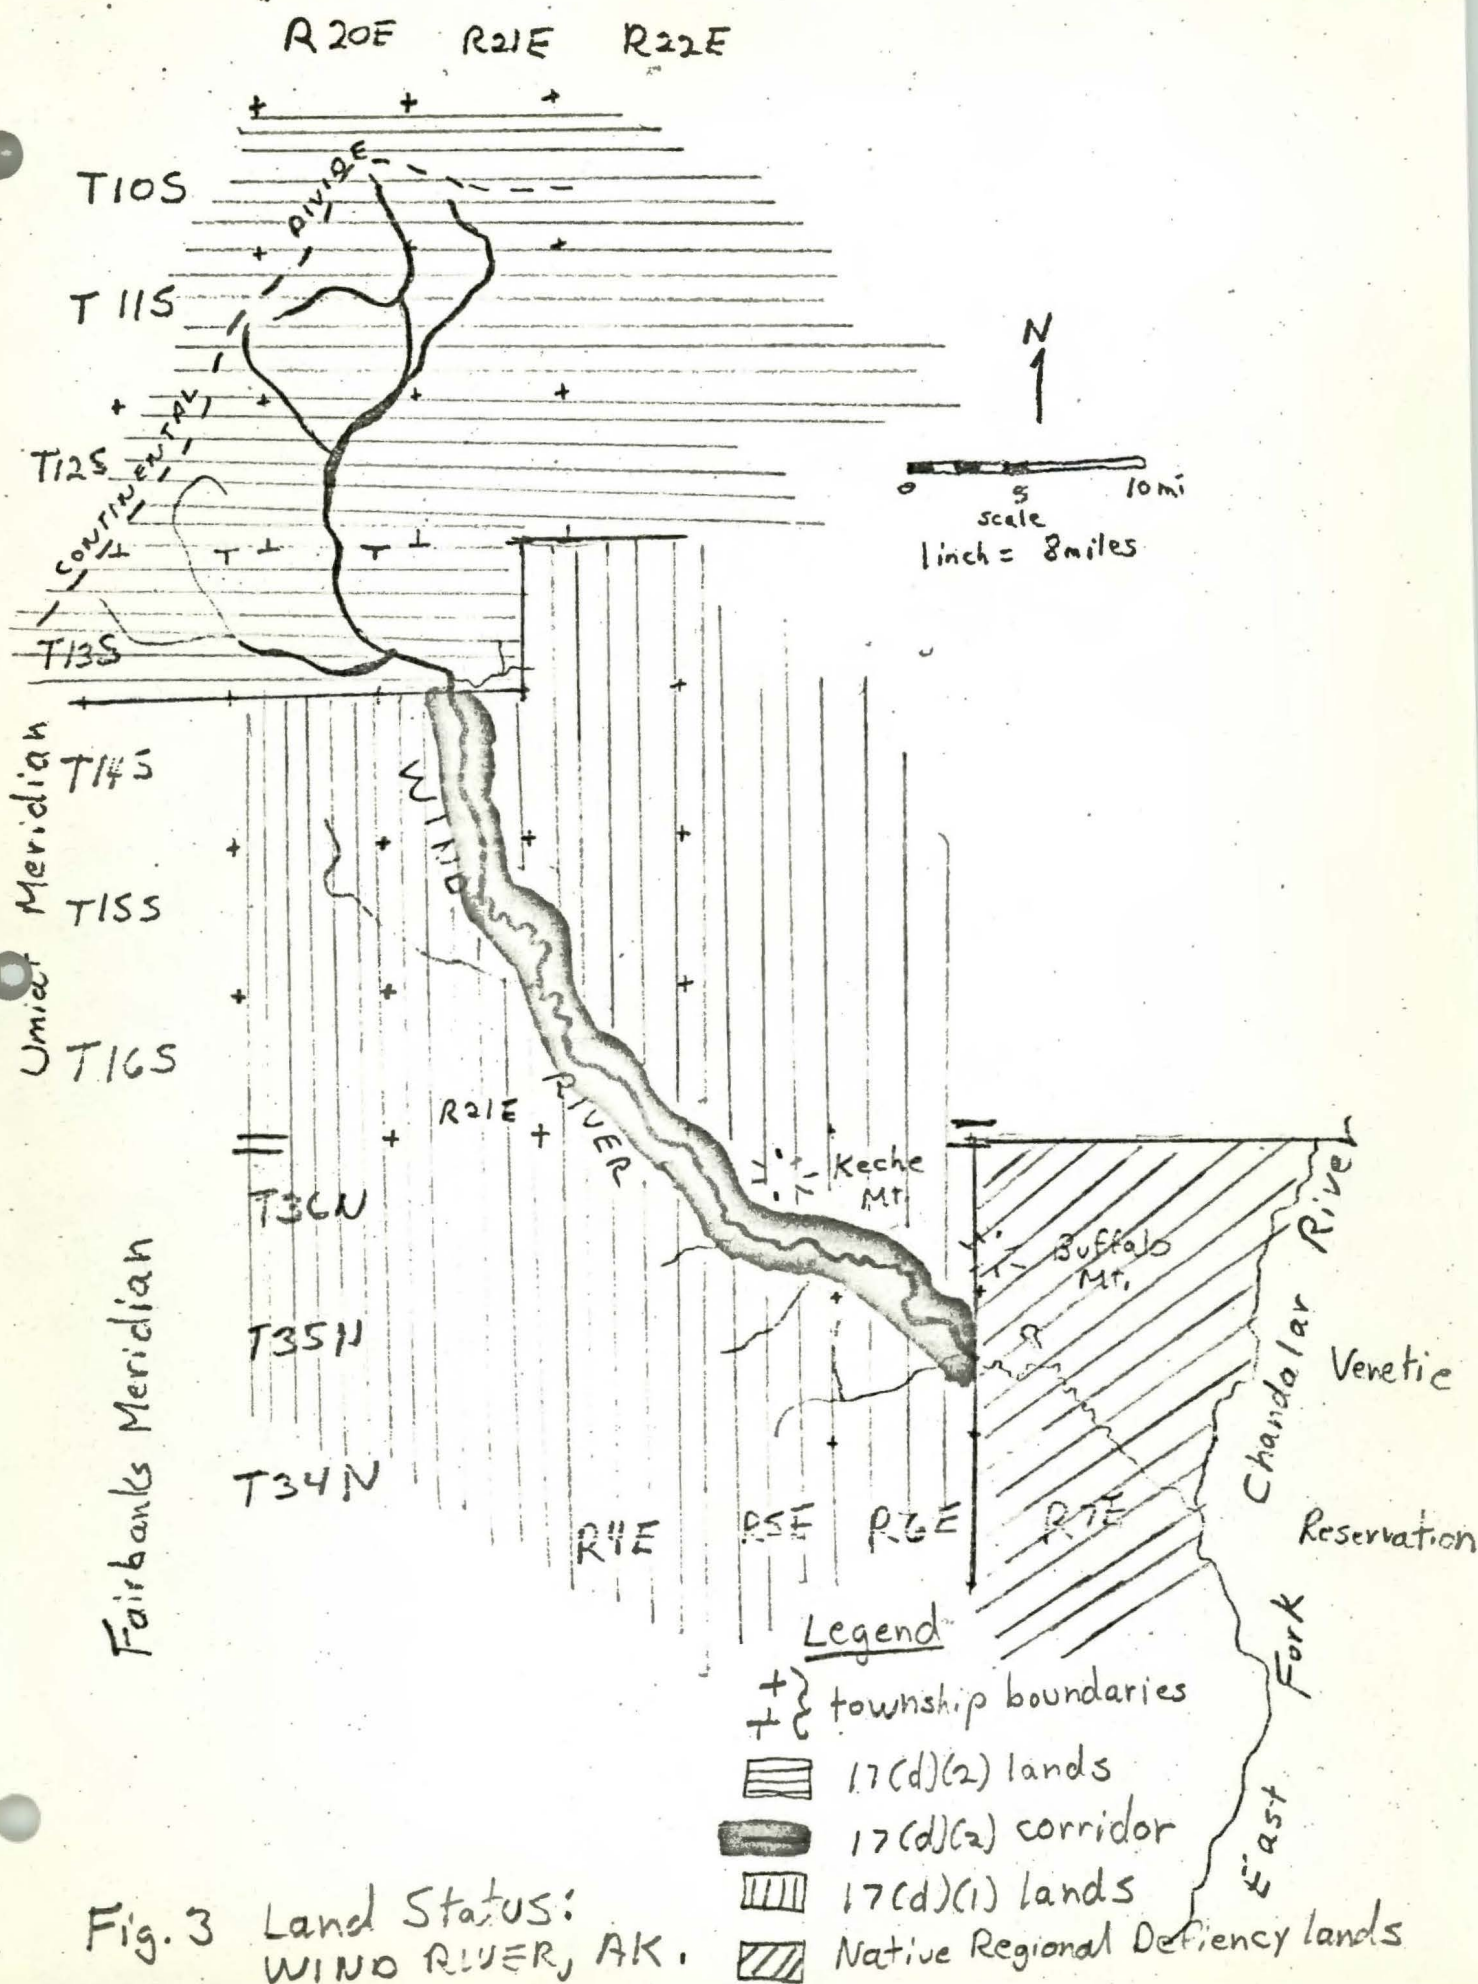 R20E R21E R22E
T10S
DIVIDE
T11S
N
CONTINENTAL
T12S
0 5 10mi
scale
1 inch = 8miles
T13S
Umiat Meridian
T14S
WIND
T15S
T16S
RIVER
R21E
Keche
Mt.
T36N
Buffalo
Mt.
Fairbanks Meridian
T35N
Venetie
T34N
R4E R5E R6E R7E
Reservation
East Fork Chandalar River
Legend
township boundaries
17(d)(2) lands
17(d)(2) corridor
17(d)(1) lands
Native Regional Defiency lands
Fig. 3 Land Status:
WIND RIVER, AK.